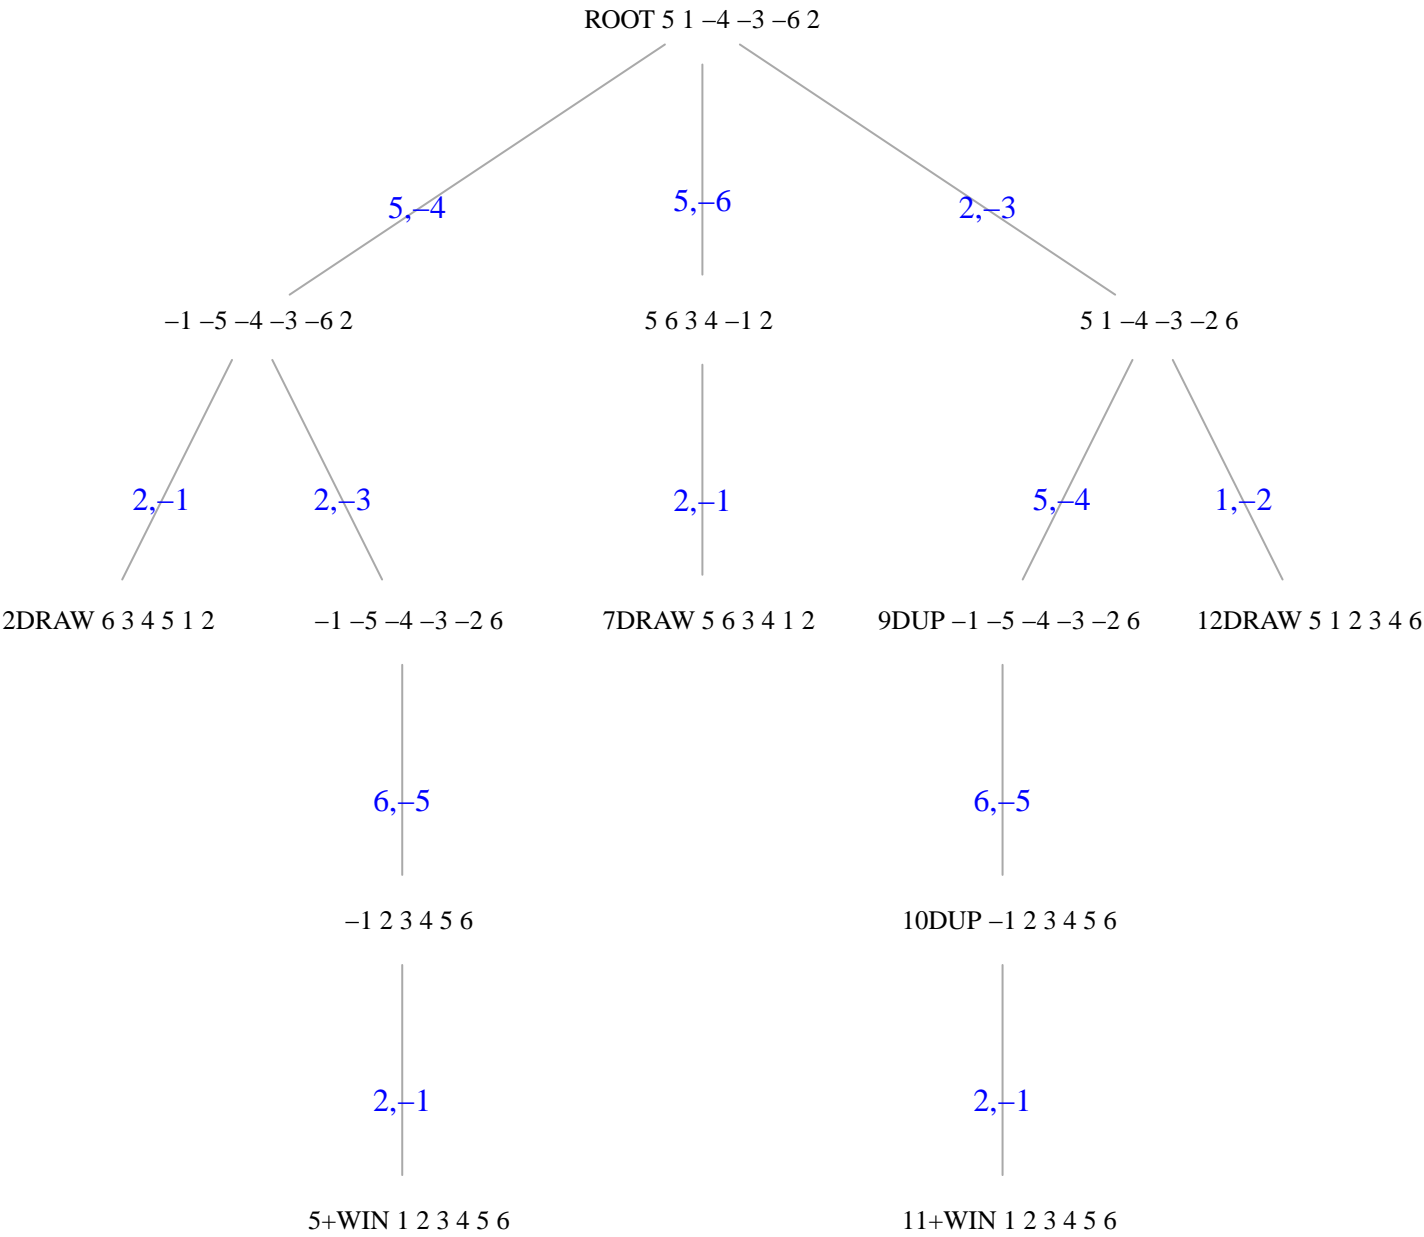 ROOT 5 1 –4 –3 –6 2
5,–4
5,–6
2,–3
–1 –5 –4 –3 –6 2
5 6 3 4 –1 2
5 1 –4 –3 –2 6
2,–1
2,–3
2,–1
5,–4
1,–2
2DRAW 6 3 4 5 1 2
–1 –5 –4 –3 –2 6
7DRAW 5 6 3 4 1 2
9DUP –1 –5 –4 –3 –2 6
12DRAW 5 1 2 3 4 6
6,–5
6,–5
–1 2 3 4 5 6
10DUP –1 2 3 4 5 6
2,–1
2,–1
5+WIN 1 2 3 4 5 6
11+WIN 1 2 3 4 5 6